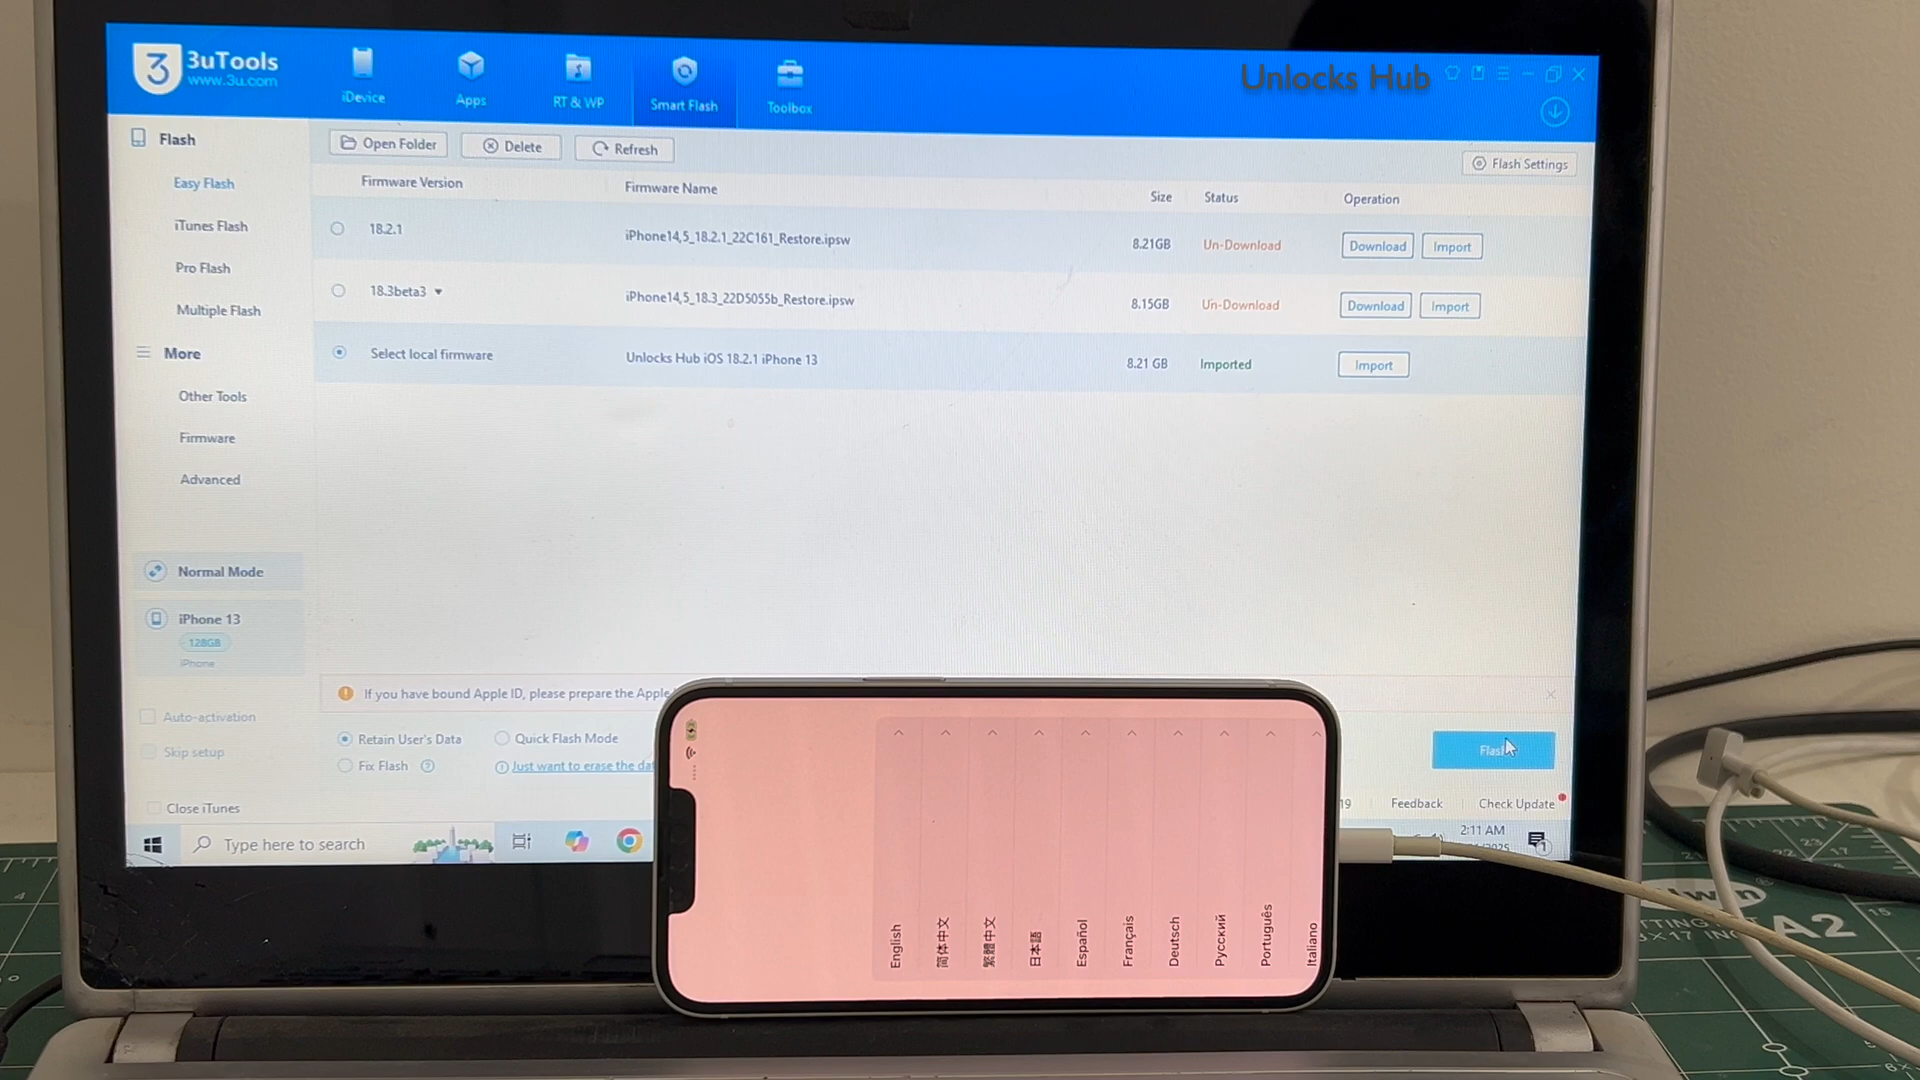 3uTools
www.3u.com
iDevice
Apps
RT & WP
Smart Flash
Toolbox
Unlocks Hub
Flash
Easy Flash
iTunes Flash
Pro Flash
Multiple Flash
More
Other Tools
Firmware
Advanced
Normal Mode
iPhone 13
128GB
iPhone
Auto-activation
Skip setup
Close iTunes
Open Folder
Delete
Refresh
Flash Settings
Firmware Version Firmware Name Size Status Operation
18.2.1 iPhone14,5_18.2.1_22C161_Restore.ipsw 8.21GB Un-Download Download Import
18.3beta3 iPhone14,5_18.3_22D5055b_Restore.ipsw 8.15GB Un-Download Download Import
Select local firmware Unlocks Hub iOS 18.2.1 iPhone 13 8.21 GB Imported Import
If you have bound Apple ID, please prepare the Apple
Retain User's Data Quick Flash Mode
Fix Flash Just want to erase the
19 Feedback Check Update
Type here to search
2:11 AM
2025
1
English
简体中文
繁體中文
日本語
Español
Français
Deutsch
Русский
Português
Italiano
A2